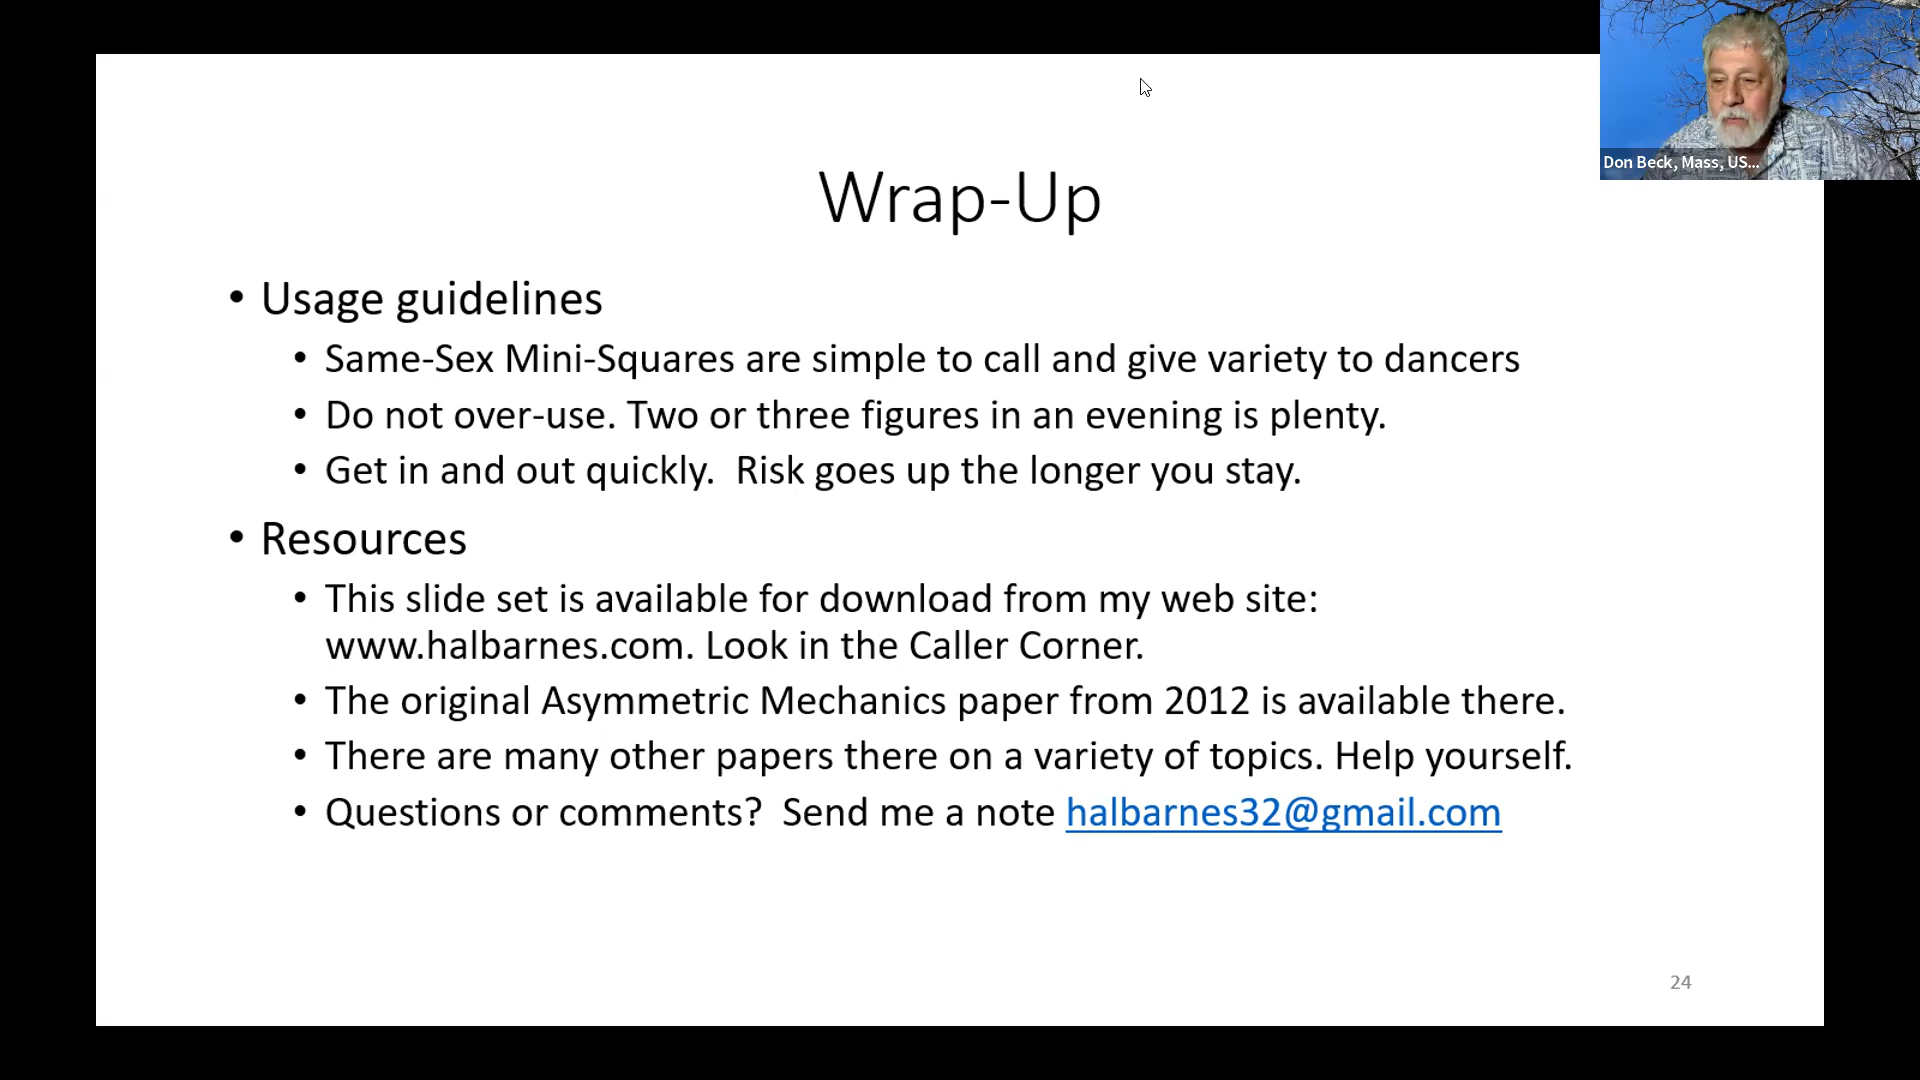 Don Beck, Mass, US...
Wrap-Up
• Usage guidelines
• Same-Sex Mini-Squares are simple to call and give variety to dancers
• Do not over-use. Two or three figures in an evening is plenty.
• Get in and out quickly.  Risk goes up the longer you stay.
• Resources
• This slide set is available for download from my web site:
www.halbarnes.com. Look in the Caller Corner.
• The original Asymmetric Mechanics paper from 2012 is available there.
• There are many other papers there on a variety of topics. Help yourself.
• Questions or comments?  Send me a note halbarnes32@gmail.com
24